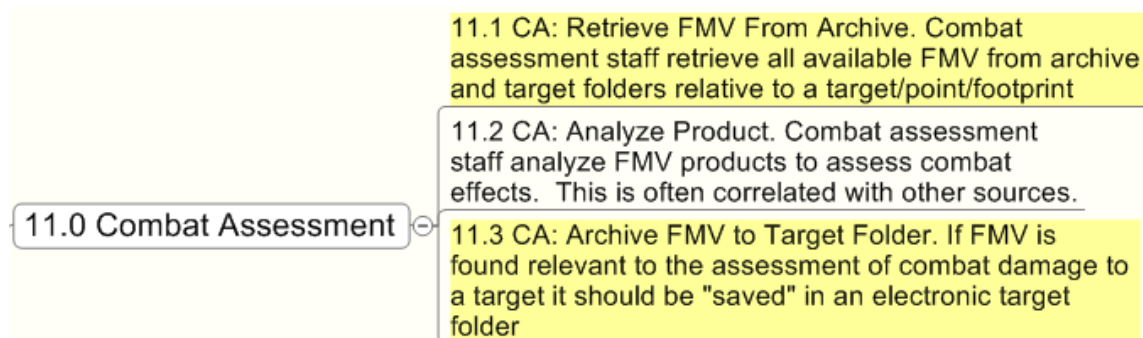 11.1 CA: Retrieve FMV From Archive. Combat
assessment staff retrieve all available FMV from archive
and target folders relative to a target/point/footprint
11.2 CA: Analyze Product. Combat assessment
staff analyze FMV products to assess combat
effects.  This is often correlated with other sources.
11.0 Combat Assessment
11.3 CA: Archive FMV to Target Folder. If FMV is
found relevant to the assessment of combat damage to
a target it should be "saved" in an electronic target
folder